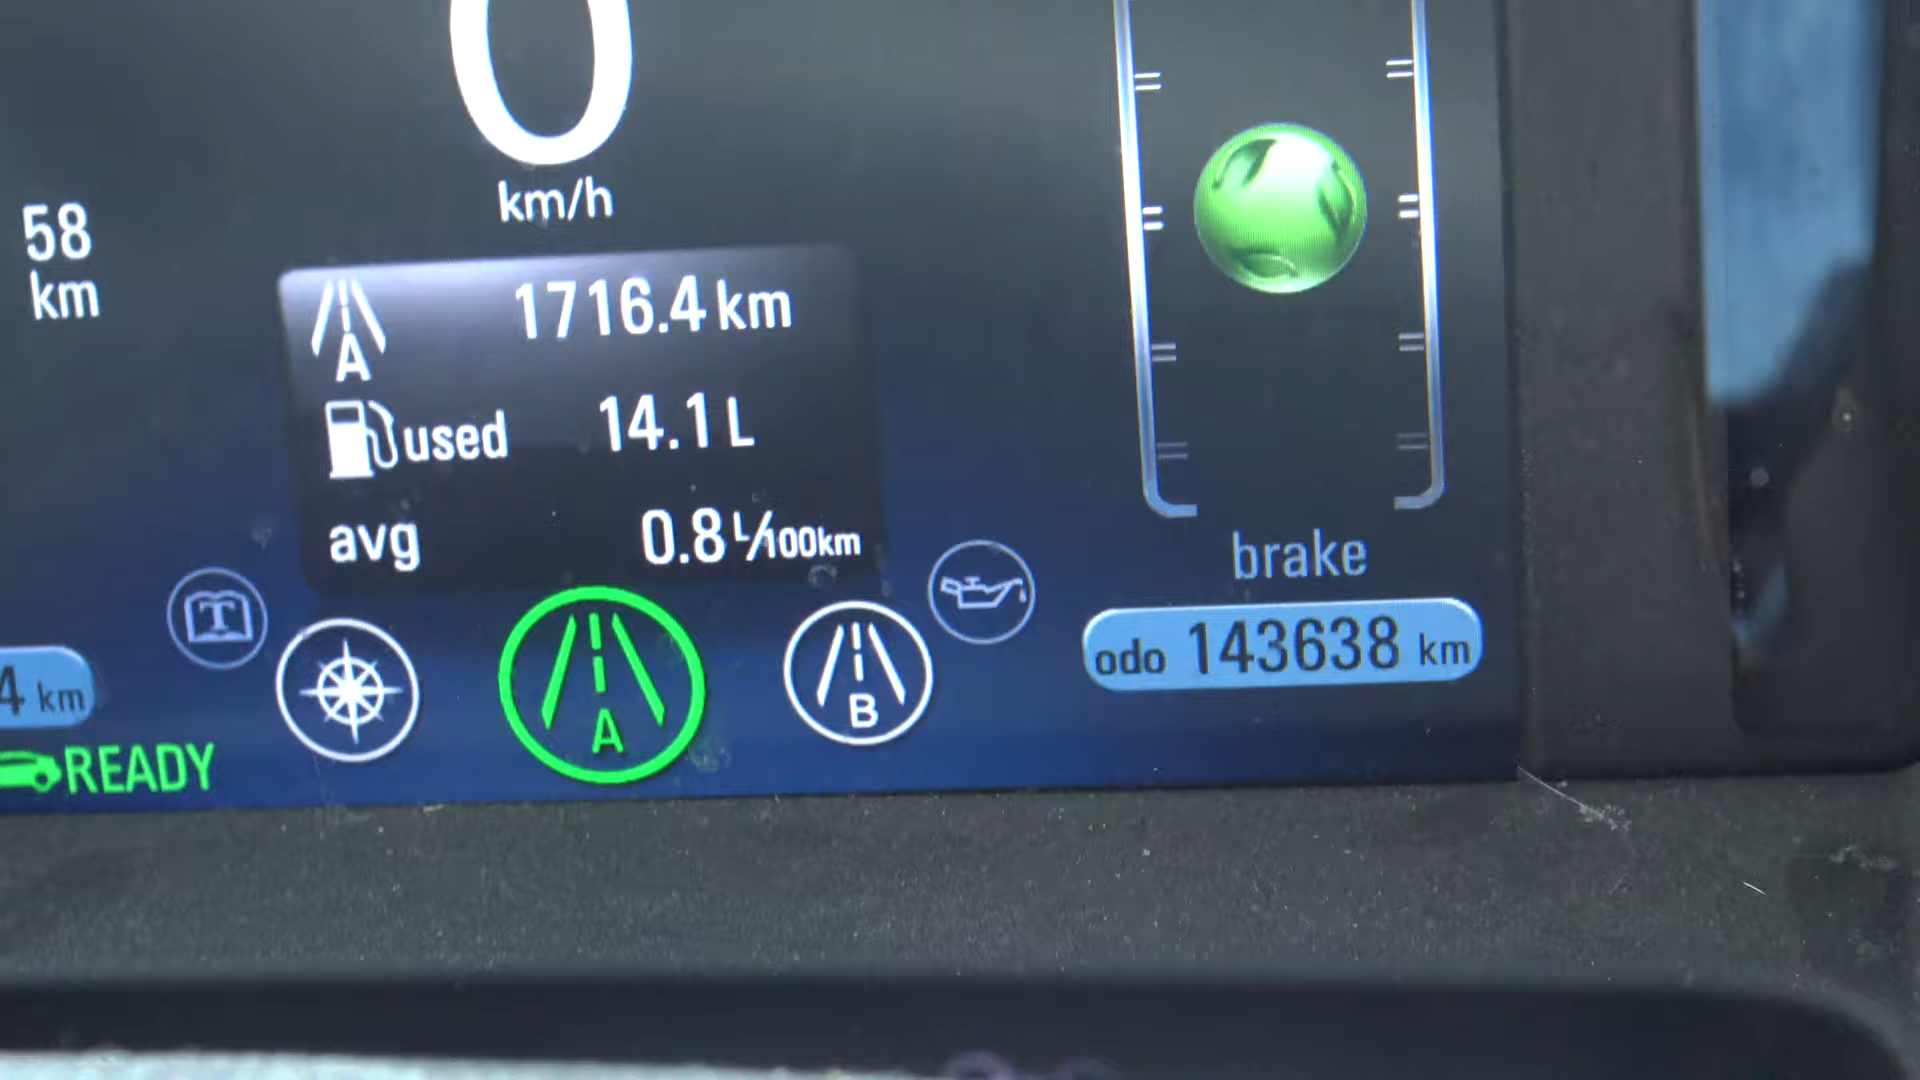 0
km/h
58
km
A 1716.4 km
used 14.1 L
avg 0.8 L/100km
T
A
B
brake
odo 143638 km
4 km
READY